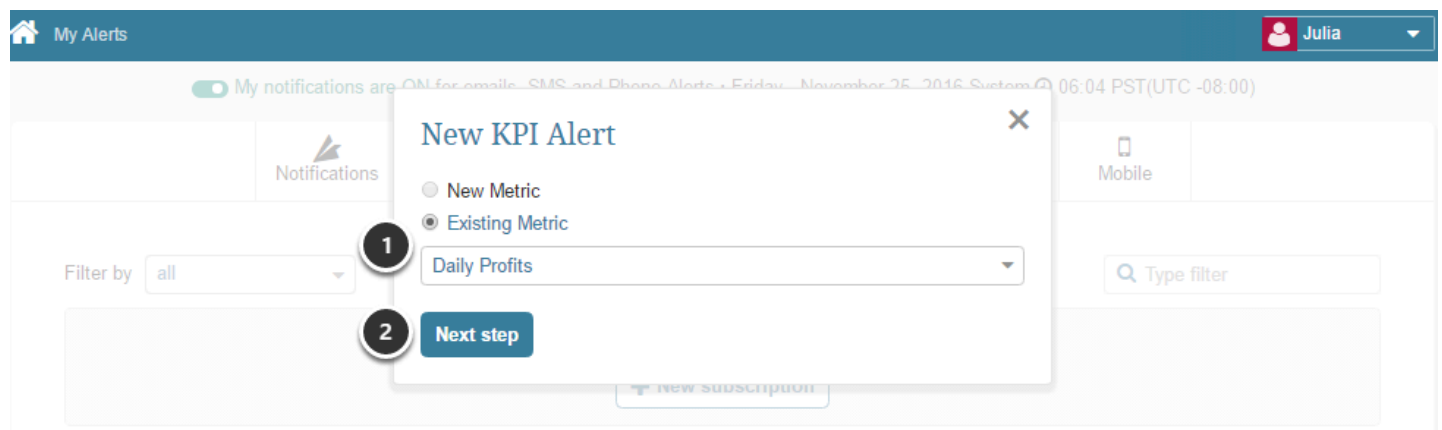 My Alerts
Julia
My notifications are ON for emails, SMS and Phone Alerts • Friday - November 25, 2016 System 06:04 PST(UTC -08:00)
New KPI Alert
Notifications
Mobile
New Metric
Existing Metric
1
Filter by all
Daily Profits
Type filter
2
Next step
+ New subscription